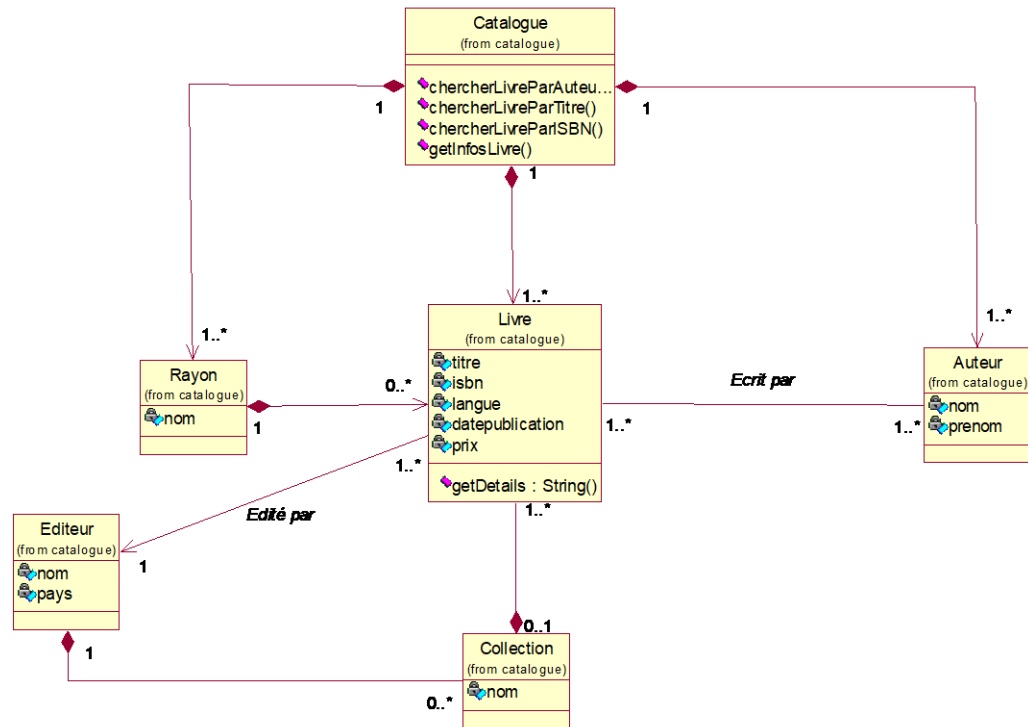 Catalogue
(from catalogue)
chercherLivreParAuteu...
chercherLivreParTitre()
chercherLivreParISBN()
getInfosLivre()
1
1
1
1..*
1..*
1..*
Livre
(from catalogue)
titre
isbn
langue
datepublication
prix
getDetails : String()
Rayon
(from catalogue)
nom
0..*
1
Ecrit par
1..*
1..*
Auteur
(from catalogue)
nom
prenom
1..*
Edité par
1
1..*
Editeur
(from catalogue)
nom
pays
1
0..*
0..1
Collection
(from catalogue)
nom